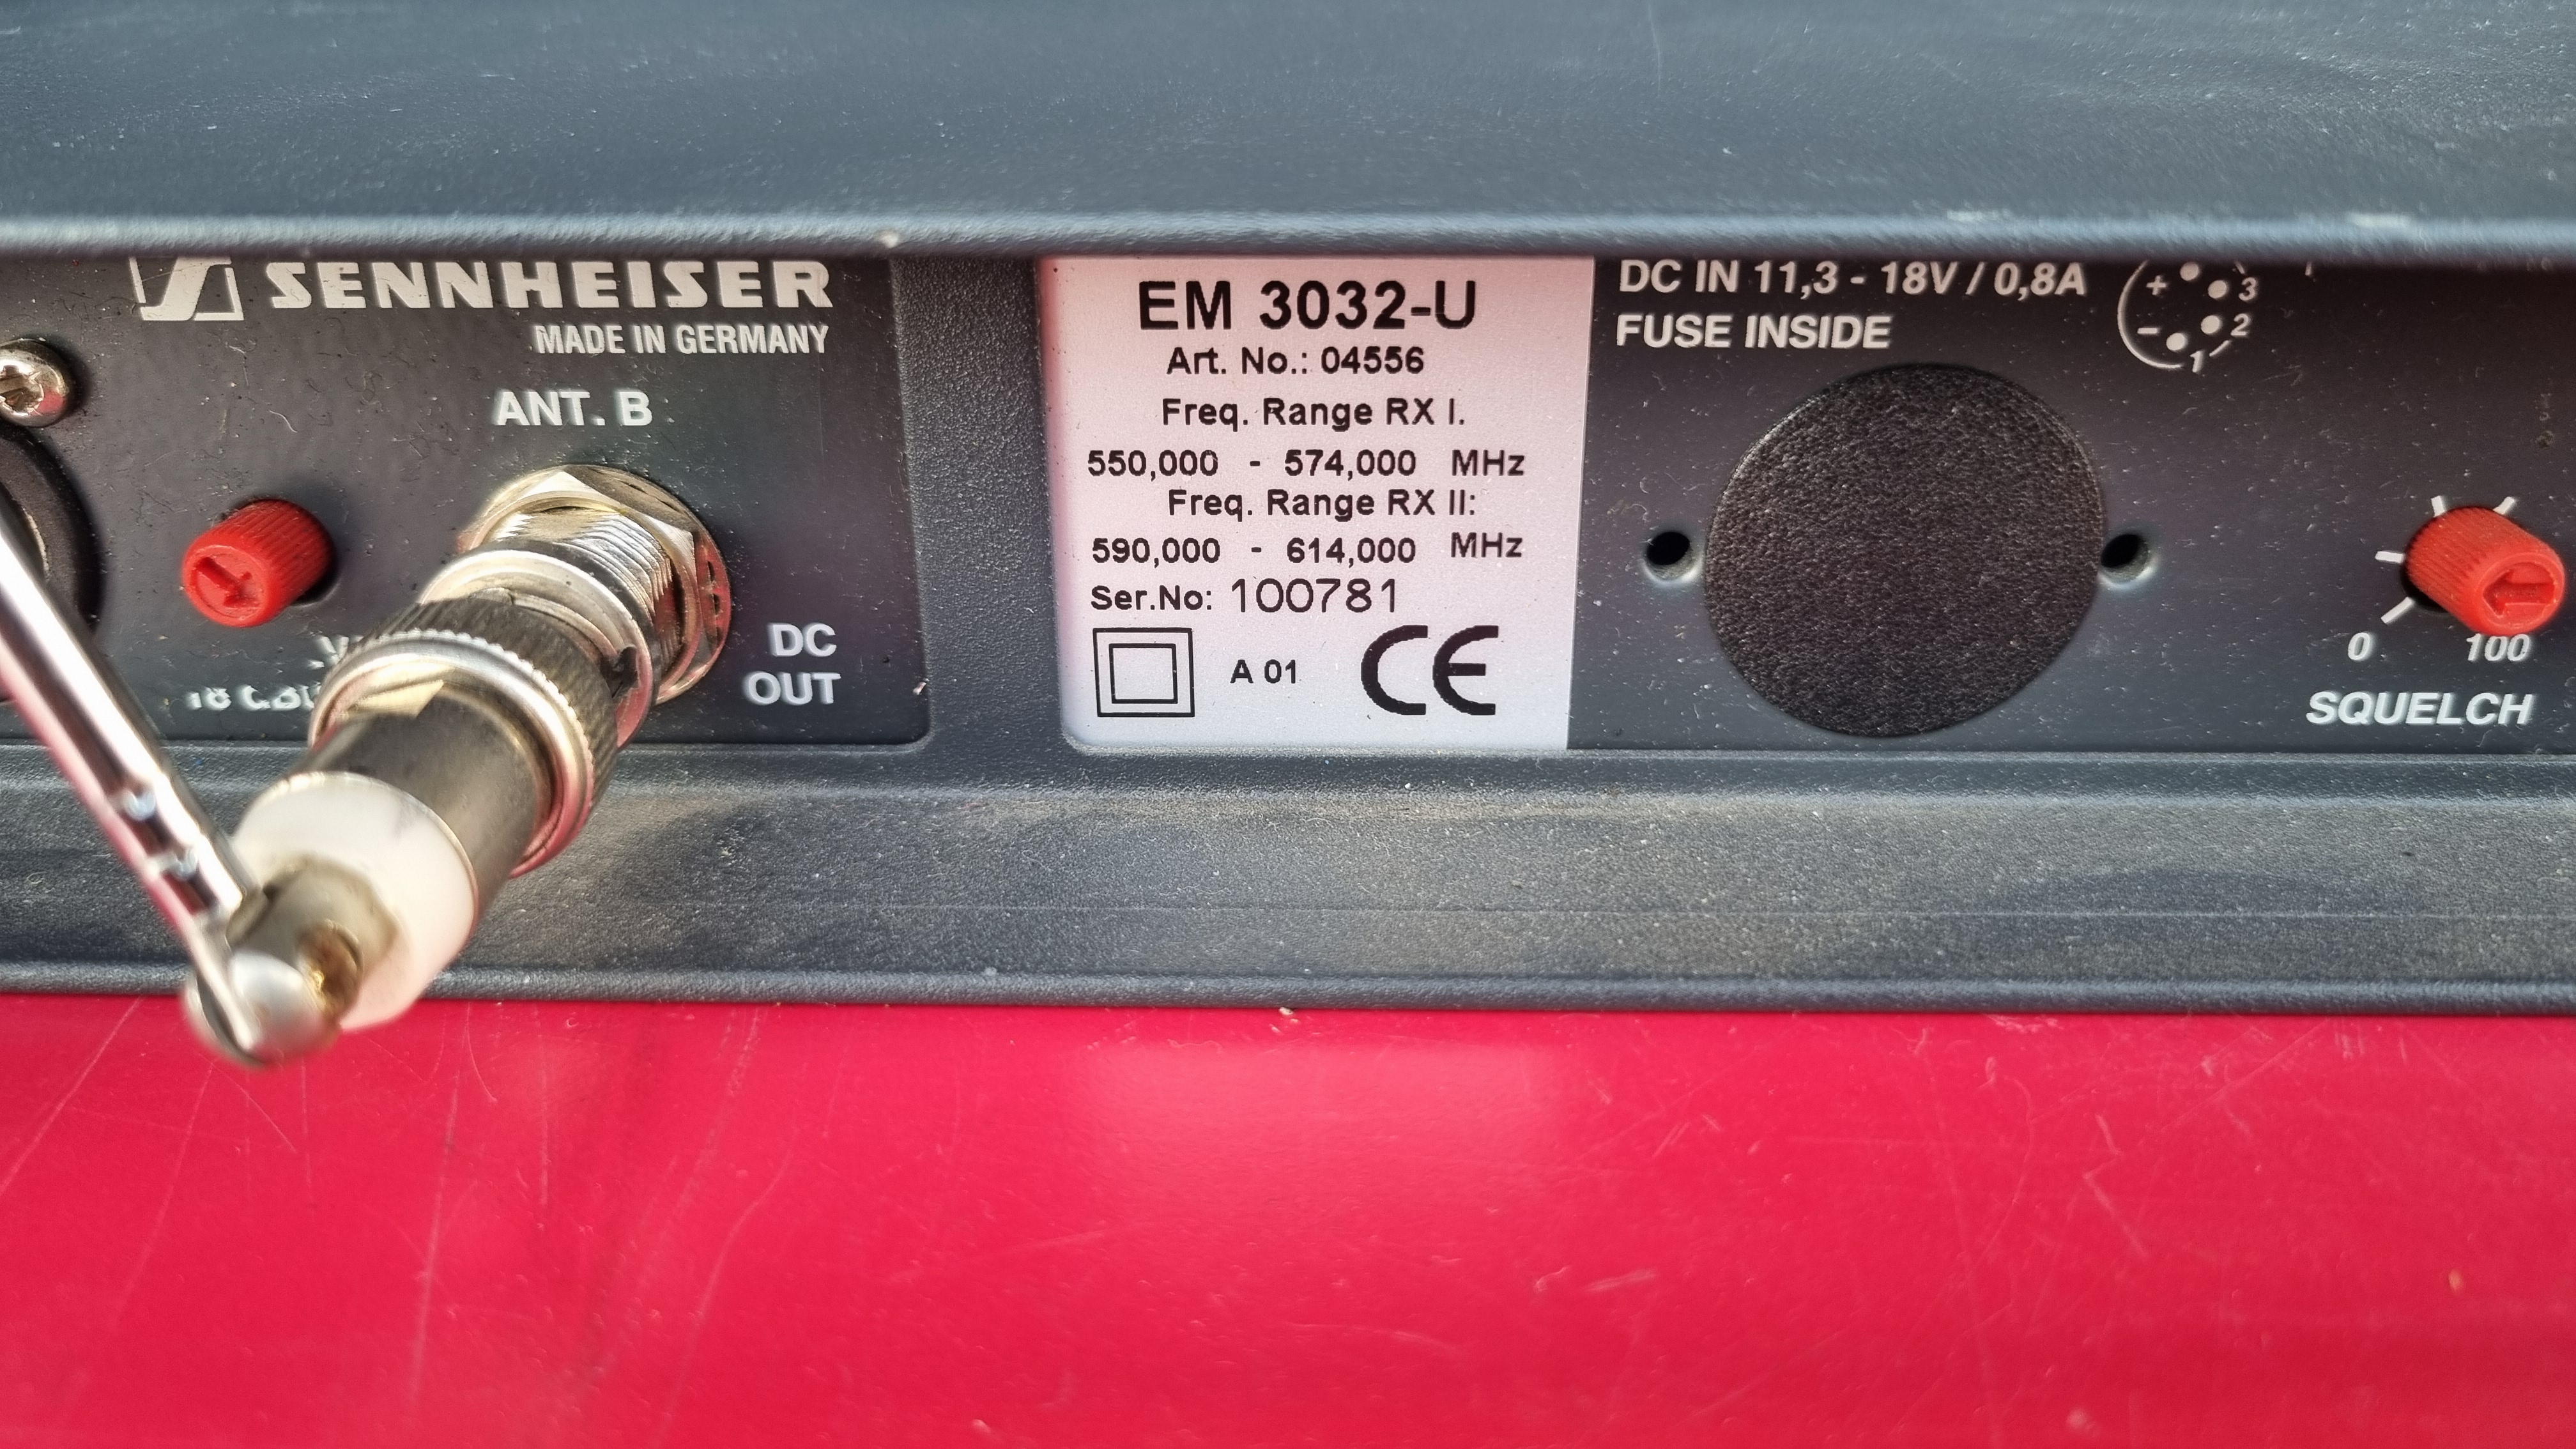 SENNHEISER
MADE IN GERMANY
ANT. B
DC
OUT
EM 3032-U
Art. No.: 04556
Freq. Range RX I.
550,000 - 574,000 MHz
Freq. Range RX II:
590,000 - 614,000 MHz
Ser.No: 100781
A 01 CE
DC IN 11,3 - 18V / 0,8A
FUSE INSIDE
+ 3
- 2
1
0 100
SQUELCH